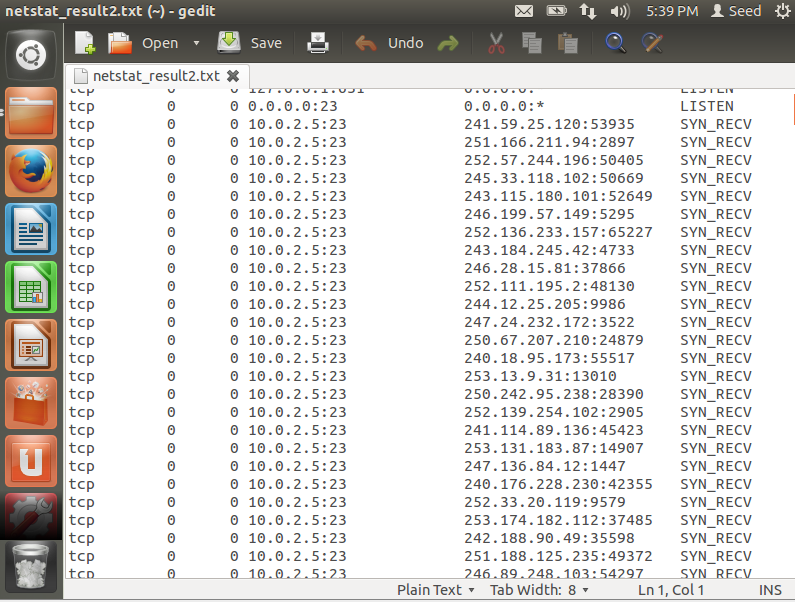 netstat_result2.txt (~) - gedit 5:39 PM Seed
Open Save Undo
netstat_result2.txt
tcp 0 0 127.0.0.1:631 0.0.0.0:* LISTEN
tcp 0 0 0.0.0.0:23 0.0.0.0:* LISTEN
tcp 0 0 10.0.2.5:23 241.59.25.120:53935 SYN_RECV
tcp 0 0 10.0.2.5:23 251.166.211.94:2897 SYN_RECV
tcp 0 0 10.0.2.5:23 252.57.244.196:50405 SYN_RECV
tcp 0 0 10.0.2.5:23 245.33.118.102:50669 SYN_RECV
tcp 0 0 10.0.2.5:23 243.115.180.101:52649 SYN_RECV
tcp 0 0 10.0.2.5:23 246.199.57.149:5295 SYN_RECV
tcp 0 0 10.0.2.5:23 252.136.233.157:65227 SYN_RECV
tcp 0 0 10.0.2.5:23 243.184.245.42:4733 SYN_RECV
tcp 0 0 10.0.2.5:23 246.28.15.81:37866 SYN_RECV
tcp 0 0 10.0.2.5:23 252.111.195.2:48130 SYN_RECV
tcp 0 0 10.0.2.5:23 244.12.25.205:9986 SYN_RECV
tcp 0 0 10.0.2.5:23 247.24.232.172:3522 SYN_RECV
tcp 0 0 10.0.2.5:23 250.67.207.210:24879 SYN_RECV
tcp 0 0 10.0.2.5:23 240.18.95.173:55517 SYN_RECV
tcp 0 0 10.0.2.5:23 253.13.9.31:13010 SYN_RECV
tcp 0 0 10.0.2.5:23 250.242.95.238:28390 SYN_RECV
tcp 0 0 10.0.2.5:23 252.139.254.102:2905 SYN_RECV
tcp 0 0 10.0.2.5:23 241.114.89.136:45423 SYN_RECV
tcp 0 0 10.0.2.5:23 253.131.183.87:14907 SYN_RECV
tcp 0 0 10.0.2.5:23 247.136.84.12:1447 SYN_RECV
tcp 0 0 10.0.2.5:23 240.176.228.230:42355 SYN_RECV
tcp 0 0 10.0.2.5:23 252.33.20.119:9579 SYN_RECV
tcp 0 0 10.0.2.5:23 253.174.182.112:37485 SYN_RECV
tcp 0 0 10.0.2.5:23 242.188.90.49:35598 SYN_RECV
tcp 0 0 10.0.2.5:23 251.188.125.235:49372 SYN_RECV
tcp 0 0 10.0.2.5:23 246.89.248.103:54297 SYN_RECV
Plain Text Tab Width: 8 Ln 1, Col 1 INS